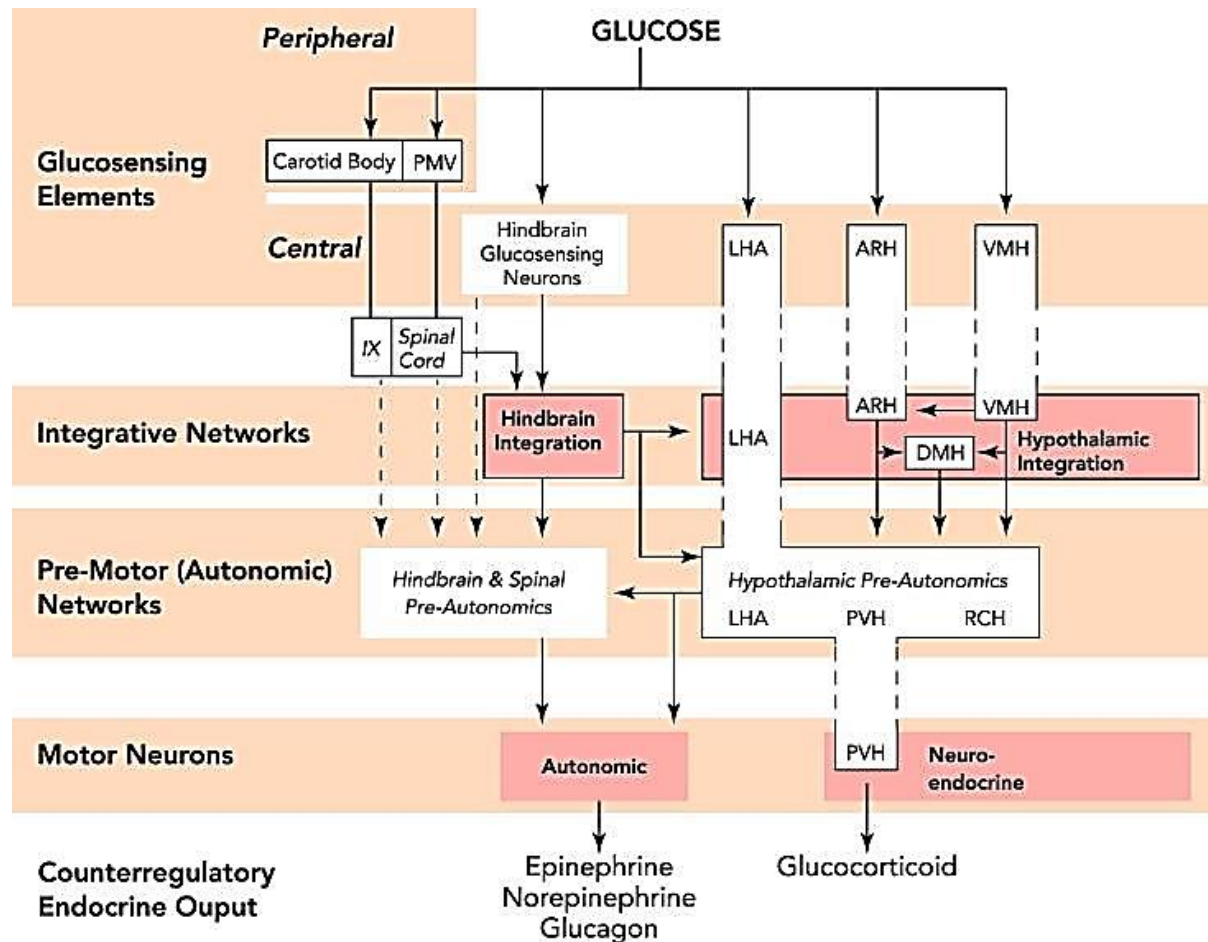 Peripheral
GLUCOSE
Glucosensing
Elements
Carotid Body
PMV
Central
Hindbrain
Glucosensing
Neurons
LHA
ARH
VMH
IX
Spinal
Cord
Integrative Networks
Hindbrain
Integration
LHA
ARH
VMH
DMH
Hypothalamic
Integration
Pre-Motor (Autonomic)
Networks
Hindbrain & Spinal
Pre-Autonomics
Hypothalamic Pre-Autonomics
LHA
PVH
RCH
Motor Neurons
Autonomic
PVH
Neuro-
endocrine
Counterregulatory
Endocrine Ouput
Epinephrine
Norepinephrine
Glucagon
Glucocorticoid